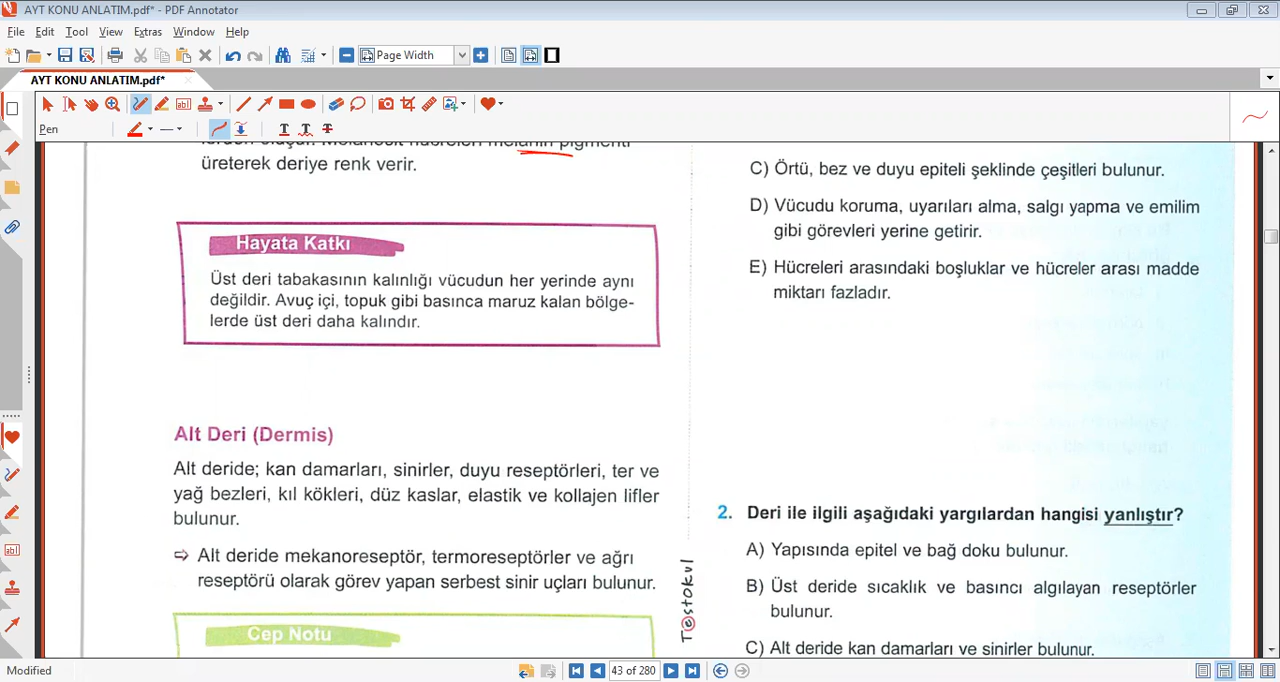 AYT KONU ANLATIM.pdf* - PDF Annotator
File Edit Tool View Extras Window Help
Page Width
AYT KONU ANLATIM.pdf*
Pen
üreterek deriye renk verir.
Hayata Katkı
Üst deri tabakasının kalınlığı vücudun her yerinde aynı
değildir. Avuç içi, topuk gibi basınca maruz kalan bölge-
lerde üst deri daha kalındır.
Alt Deri (Dermis)
Alt deride; kan damarları, sinirler, duyu reseptörleri, ter ve
yağ bezleri, kıl kökleri, düz kaslar, elastik ve kollajen lifler
bulunur.
⇨ Alt deride mekanoreseptör, termoreseptörler ve ağrı
reseptörü olarak görev yapan serbest sinir uçları bulunur.
Cep Notu
Testokul
C) Örtü, bez ve duyu epiteli şeklinde çeşitleri bulunur.
D) Vücudu koruma, uyarıları alma, salgı yapma ve emilim
gibi görevleri yerine getirir.
E) Hücreleri arasındaki boşluklar ve hücreler arası madde
miktarı fazladır.
2. Deri ile ilgili aşağıdaki yargılardan hangisi yanlıştır?
A) Yapısında epitel ve bağ doku bulunur.
B) Üst deride sıcaklık ve basıncı algılayan reseptörler
bulunur.
C) Alt deride kan damarları ve sinirler bulunur.
Modified
43 of 280